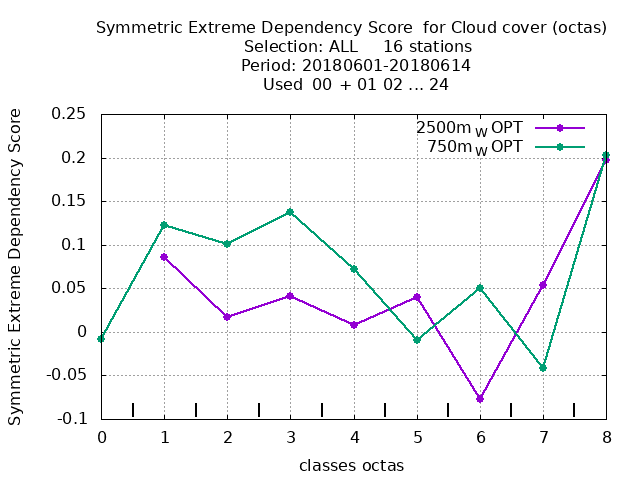 Symmetric Extreme Dependency Score  for Cloud cover (octas)
Selection: ALL     16 stations
Period: 20180601-20180614
Used  00 + 01 02 ... 24
Symmetric Extreme Dependency Score
0.25
0.2
0.15
0.1
0.05
0
-0.05
-0.1
2500m W OPT
750m W OPT
0 1 2 3 4 5 6 7 8
classes octas